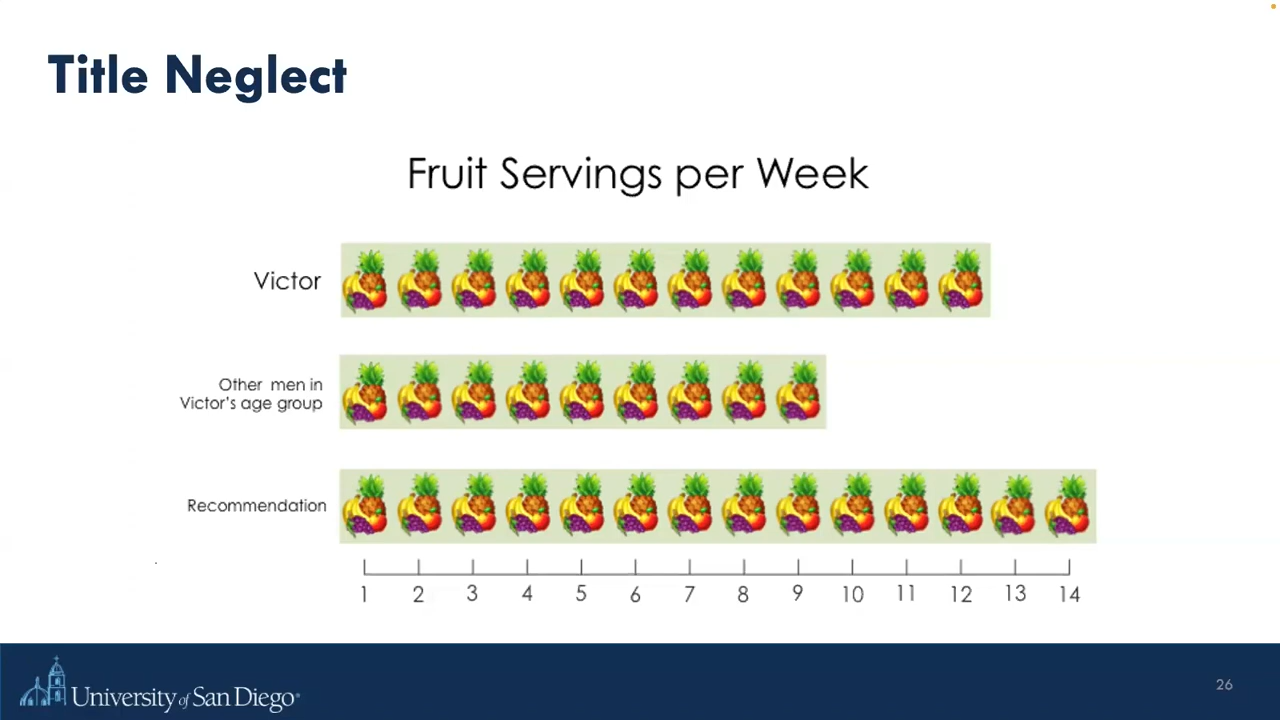 Title Neglect
Fruit Servings per Week
Victor
Other men in
Victor's age group
Recommendation
1 2 3 4 5 6 7 8 9 10 11 12 13 14
University of San Diego®
26